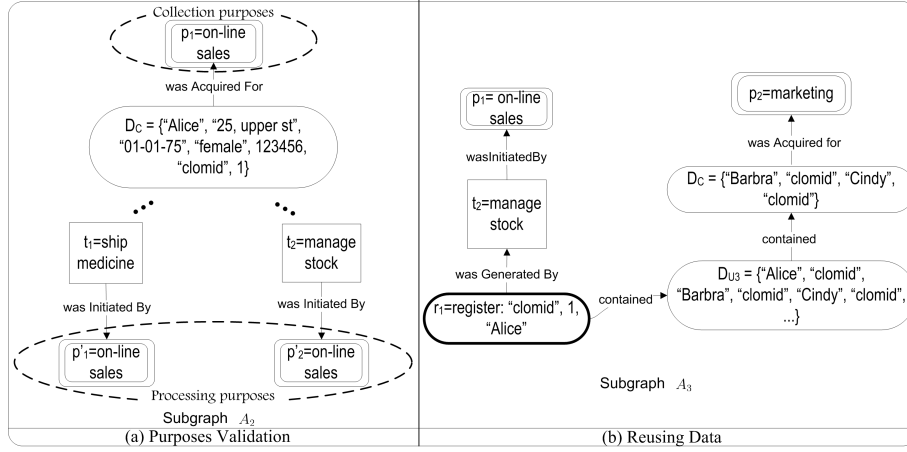 Collection purposes
p₁=on-line
sales
was Acquired For
D_C = {“Alice”, “25, upper st”,
“01-01-75”, “female”, 123456,
“clomid”, 1}
t₁=ship
medicine
t₂=manage
stock
was Initiated By
was Initiated By
p'₁=on-line
sales
p'₂=on-line
sales
Processing purposes
Subgraph A₂
(a) Purposes Validation
p₁= on-line
sales
wasInitiatedBy
t₂=manage
stock
was Generated By
r₁=register: “clomid”, 1,
“Alice”
contained
p₂=marketing
was Acquired for
D_C = {“Barbra”, “clomid”, “Cindy”,
“clomid”}
contained
D_U3 = {“Alice”, “clomid”,
“Barbra”, “clomid”, “Cindy”, “clomid”,
...}
Subgraph A₃
(b) Reusing Data